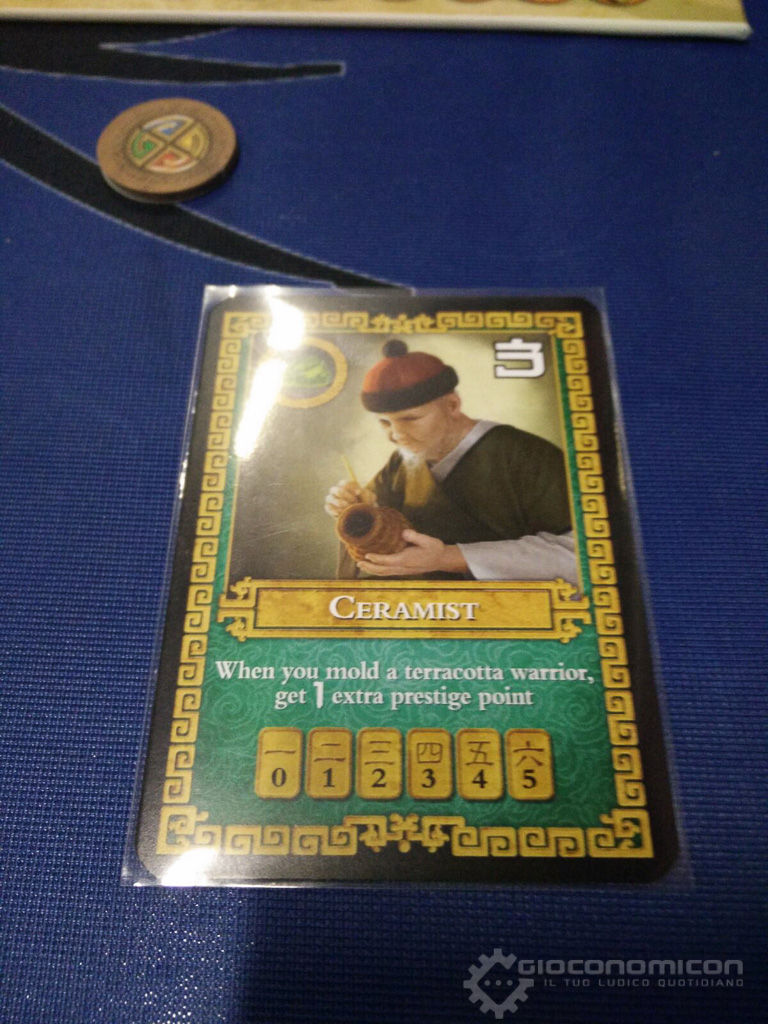 3
CERAMIST
When you mold a terracotta warrior,
get 1 extra prestige point
一 二 三 四 五 六
0 1 2 3 4 5
GIOCONOMICON
IL TUO LUDICO QUOTIDIANO